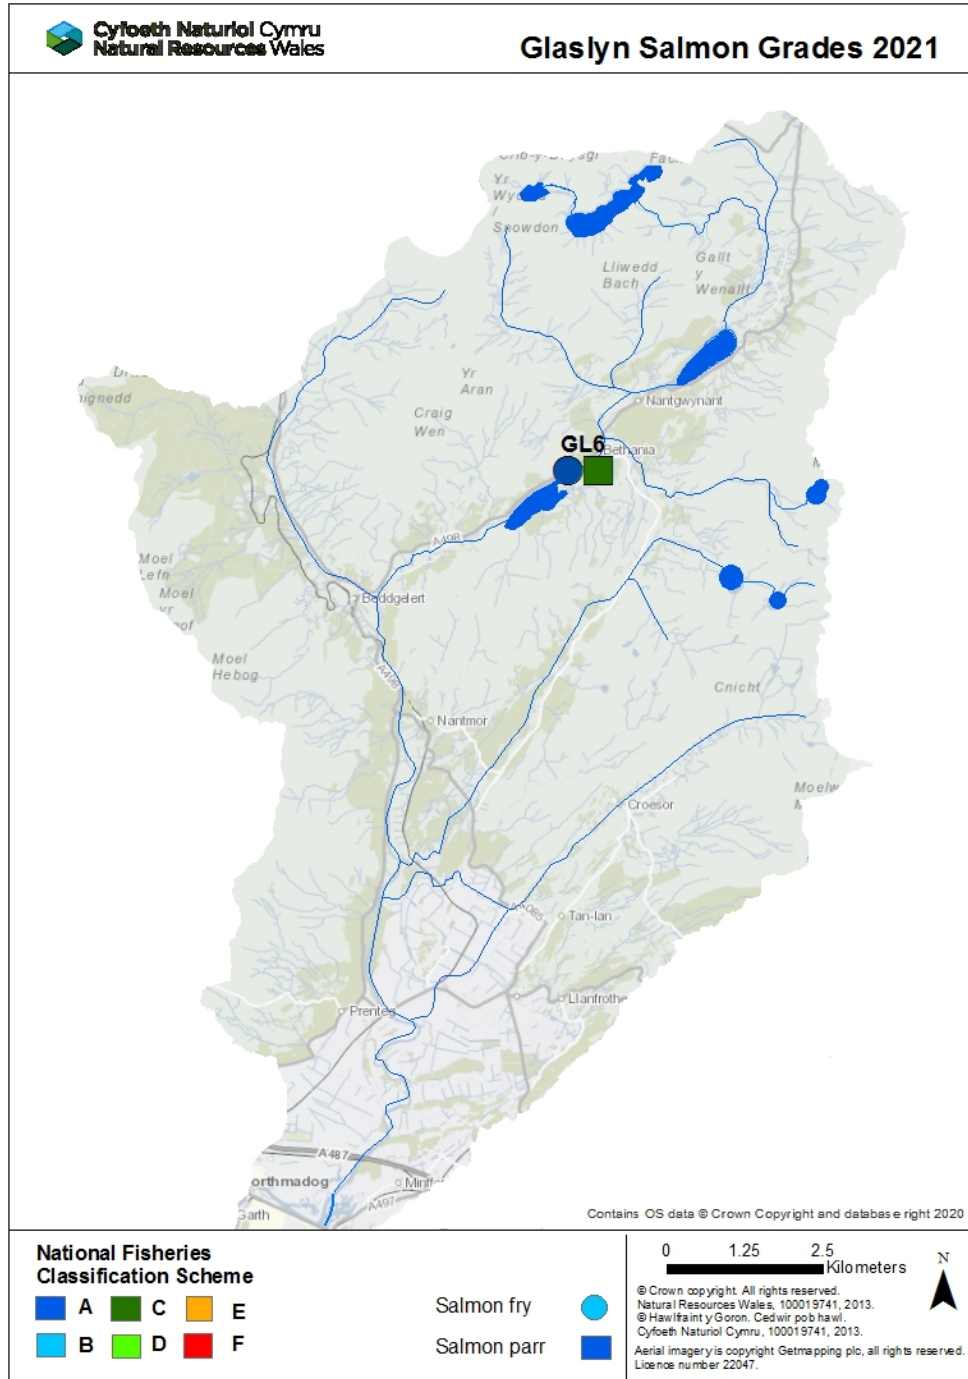 Cyfoeth Naturiol Cymru
Natural Resources Wales
Glaslyn Salmon Grades 2021
Crib-y-Ddysgl
Yr
Wyddfa
/
Snowdon
Lliwedd
Bach
Gallt
y
Wenallt
Yr
Aran
Nantgwynant
Craig
Wen
GL6
Bethania
A498
Moel
Lefn
Moel
yr
Beddgelert
Moel
Hebog
A498
Cnicht
Nantmor
Croesor
Tan-lan
Llanfrothe
Prenteg
A487
orthmadog
A497
Garth
Contains OS data © Crown Copyright and database right 2020
National Fisheries
Classification Scheme
A C E
B D F
Salmon fry
Salmon parr
0 1.25 2.5
Kilometers
N
© Crown copyright. All rights reserved.
Natural Resources Wales, 100019741, 2013.
© Hawlfraint y Goron. Cedwir pob hawl.
Cyfoeth Naturiol Cymru, 100019741, 2013.
Aerial imagery is copyright Getmapping plc, all rights reserved.
Licence number 22047.